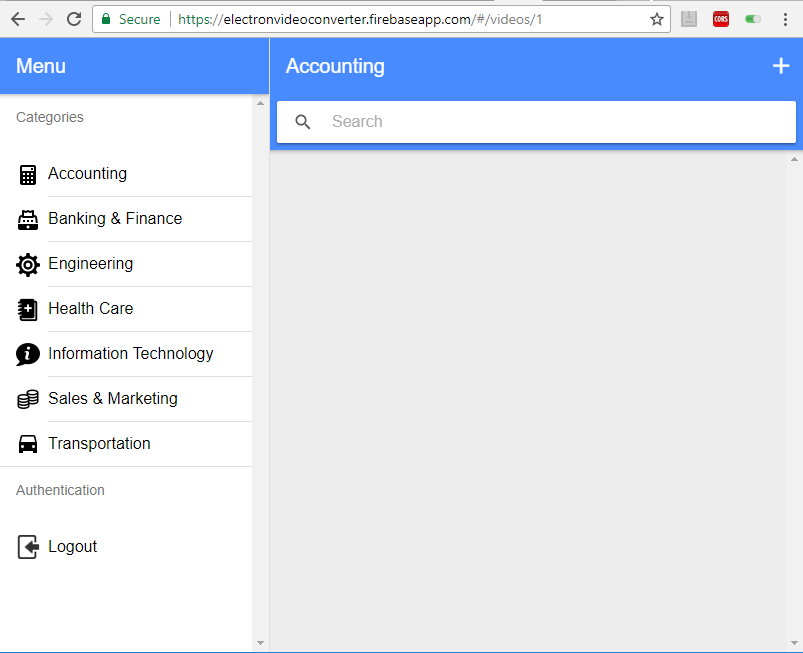 Secure
https://electronvideoconverter.firebaseapp.com/#/videos/1
CORS
Menu
Accounting
Search
Categories
Accounting
Banking & Finance
Engineering
Health Care
Information Technology
Sales & Marketing
Transportation
Authentication
Logout